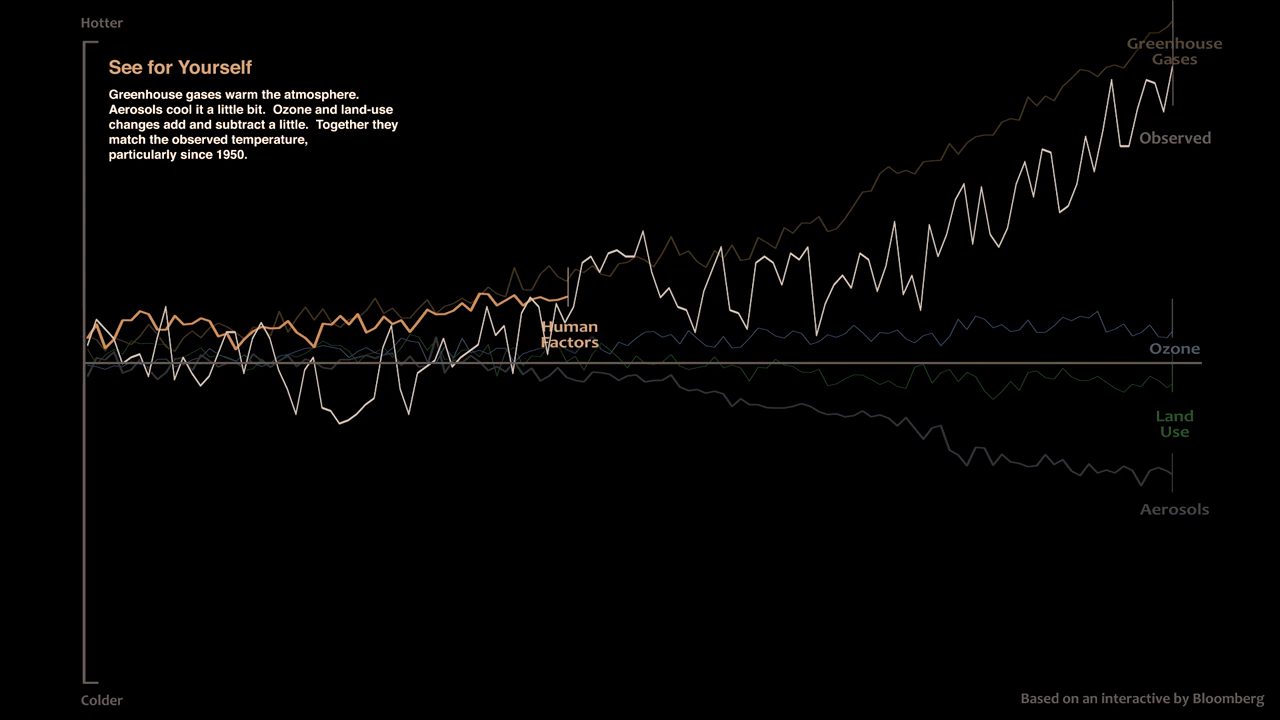 Hotter
See for Yourself
Greenhouse gases warm the atmosphere.
Aerosols cool it a little bit.  Ozone and land-use
changes add and subtract a little.  Together they
match the observed temperature,
particularly since 1950.
Greenhouse
Gases
Observed
Human
Factors
Ozone
Land
Use
Aerosols
Colder
Based on an interactive by Bloomberg